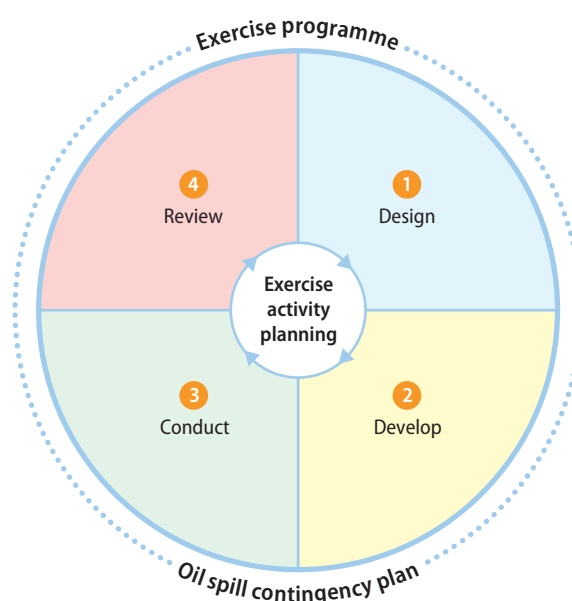 Exercise programme
4
Review
1
Design
Exercise
activity
planning
3
Conduct
2
Develop
Oil spill contingency plan